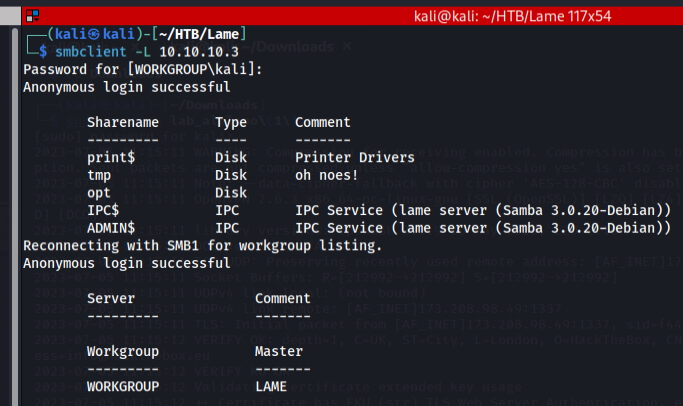 kali@kali: ~/HTB/Lame 117x54
(kali㉿kali)-[~/HTB/Lame]
$ smbclient -L 10.10.10.3
Password for [WORKGROUP\kali]:
Anonymous login successful
Sharename Type Comment
--------- ---- -------
print$ Disk Printer Drivers
tmp Disk oh noes!
opt Disk
IPC$ IPC IPC Service (lame server (Samba 3.0.20-Debian))
ADMIN$ IPC IPC Service (lame server (Samba 3.0.20-Debian))
Reconnecting with SMB1 for workgroup listing.
Anonymous login successful
Server Comment
--------- -------
Workgroup Master
--------- -------
WORKGROUP LAME